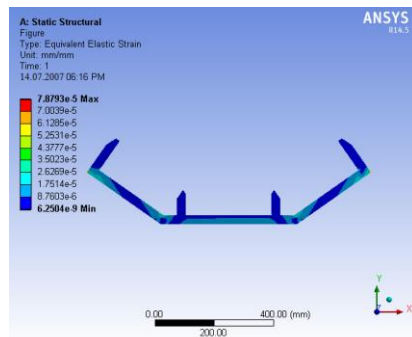 A: Static Structural
Figure
Type: Equivalent Elastic Strain
Unit: mm/mm
Time: 1
14.07.2007 06:16 PM
7.8793e-5 Max
7.0039e-5
6.1285e-5
5.2531e-5
4.3777e-5
3.5023e-5
2.6269e-5
1.7514e-5
8.7603e-6
6.2504e-9 Min
ANSYS
R14.5
0.00
400.00 (mm)
200.00
Y
Z
X